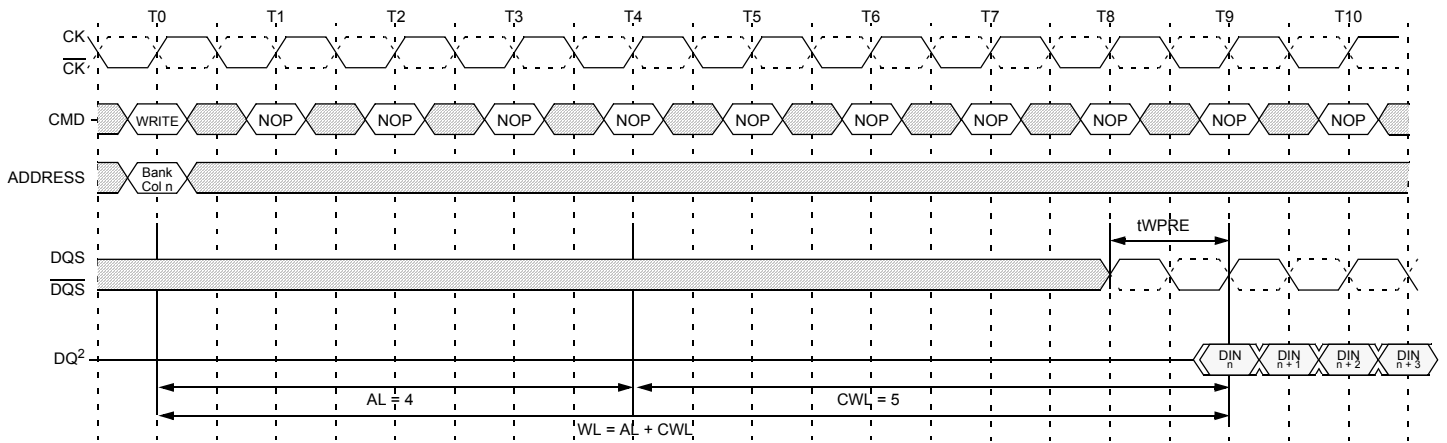 T0 T1 T2 T3 T4 T5 T6 T7 T8 T9 T10
CK
CK
CMD WRITE NOP NOP NOP NOP NOP NOP NOP NOP NOP NOP
ADDRESS Bank
Col n
tWPRE
DQS
DQS
DQ2 DIN n DIN n + 1 DIN n + 2 DIN n + 3
AL = 4 CWL = 5
WL = AL + CWL